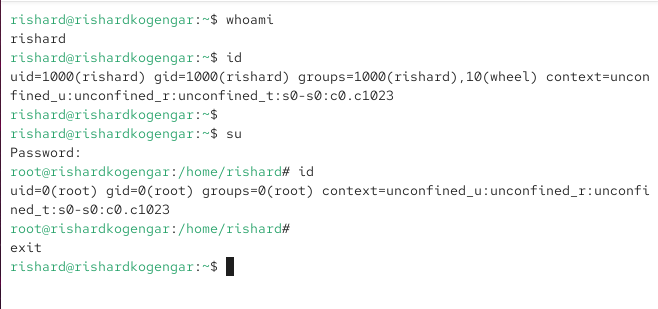 rishard@rishardkogengar:~$ whoami
rishard
rishard@rishardkogengar:~$ id
uid=1000(rishard) gid=1000(rishard) groups=1000(rishard),10(wheel) context=uncon
fined_u:unconfined_r:unconfined_t:s0-s0:c0.c1023
rishard@rishardkogengar:~$
rishard@rishardkogengar:~$ su
Password:
root@rishardkogengar:/home/rishard# id
uid=0(root) gid=0(root) groups=0(root) context=unconfined_u:unconfined_r:unconfi
ned_t:s0-s0:c0.c1023
root@rishardkogengar:/home/rishard#
exit
rishard@rishardkogengar:~$